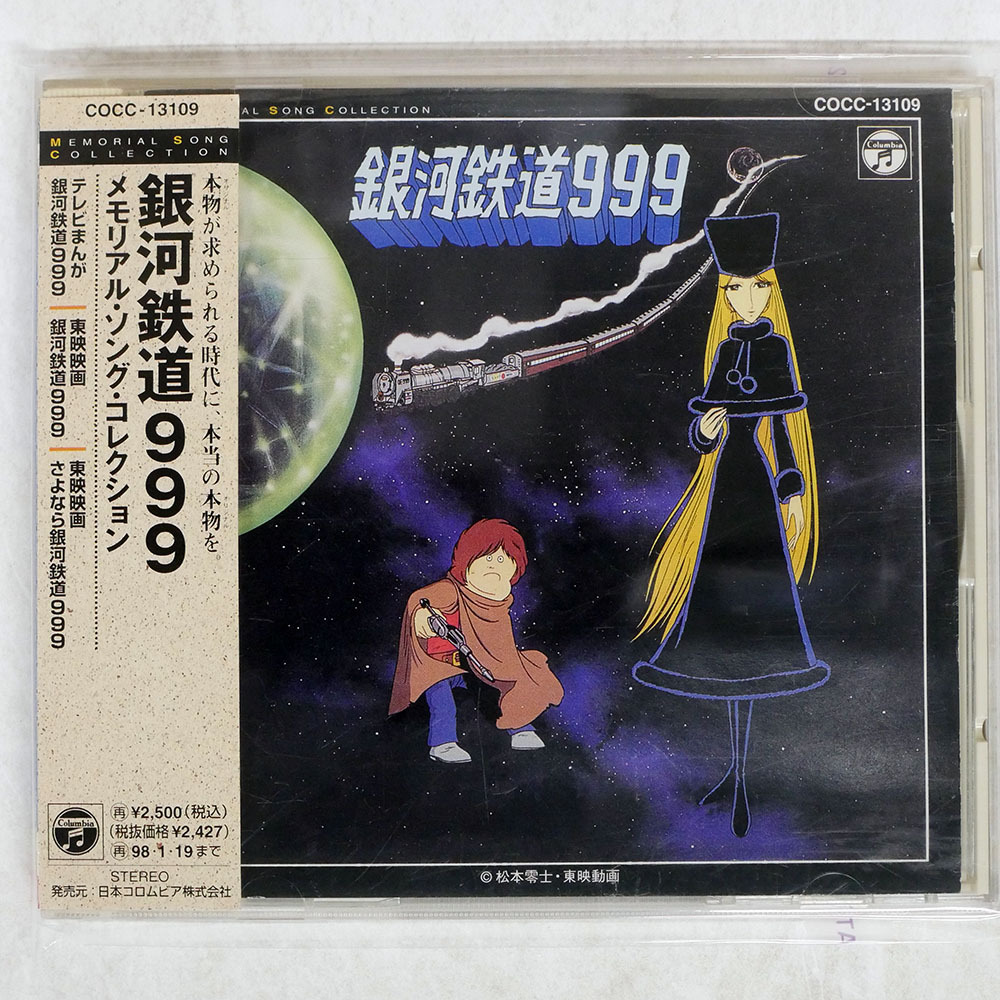 COCC-13109
MEMORIAL SONG
COLLECTION
本物が求められる時代に、本当の本物を。
銀河鉄道999
メモリアル・ソング・コレクション
テレビまんが
銀河鉄道999
東映映画
銀河鉄道999
東映映画
さよなら銀河鉄道999
Columbia
再¥2,500(税込)
(税抜価格¥2,427)
再98・1・19まで
STEREO
発売元:日本コロムビア株式会社
AL SONG COLLECTION
COCC-13109
Columbia
銀河鉄道999
©松本零士・東映動画
TA